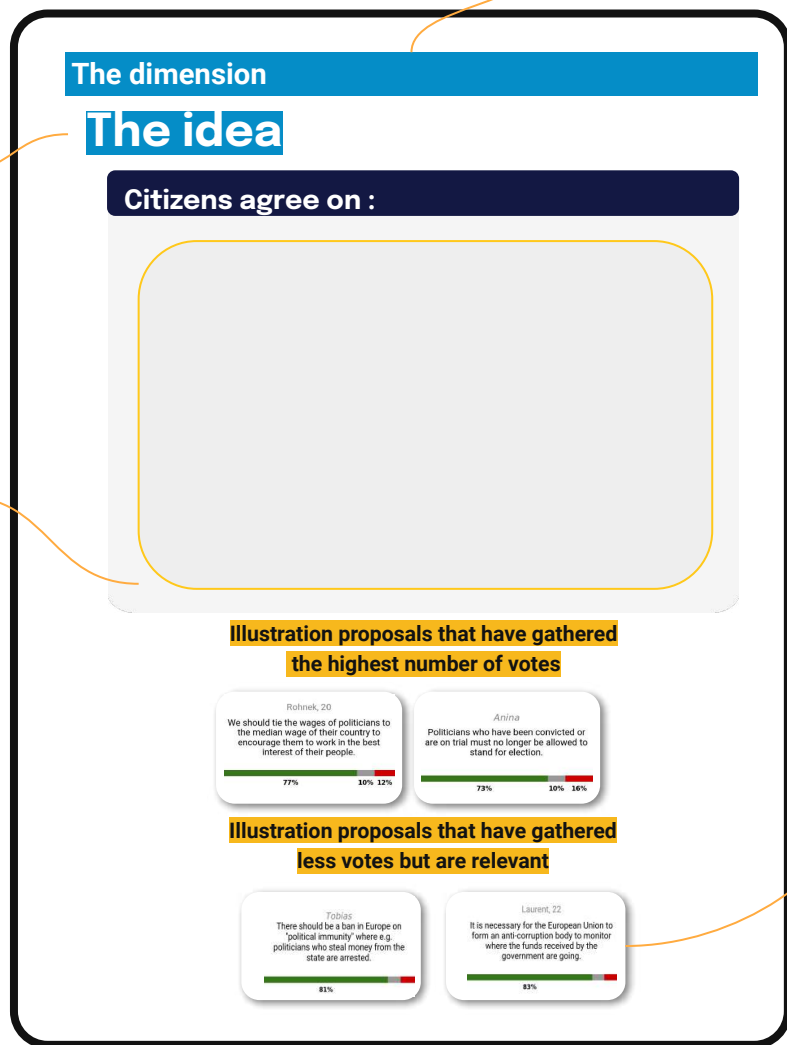 The dimension
The idea
Citizens agree on :
Illustration proposals that have gathered
the highest number of votes
Rohnek, 20
We should tie the wages of politicians to
the median wage of their country to
encourage them to work in the best
interest of their people.
77% 10% 12%
Anina
Politicians who have been convicted or
are on trial must no longer be allowed to
stand for election.
73% 10% 16%
Illustration proposals that have gathered
less votes but are relevant
Tobias
There should be a ban in Europe on
"political immunity" where e.g.
politicians who steal money from the
state are arrested.
81%
Laurent, 22
It is necessary for the European Union to
form an anti-corruption body to monitor
where the funds received by the
government are going.
83%